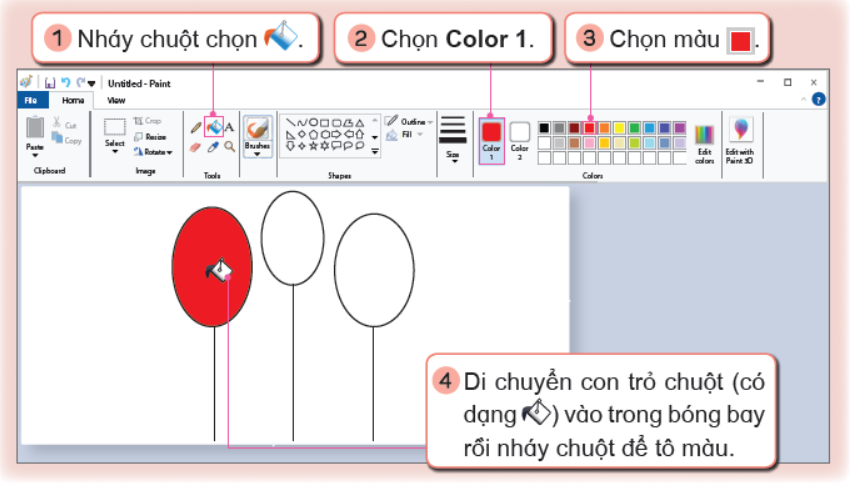 1 Nháy chuột chọn .
2 Chọn Color 1.
3 Chọn màu .
Untitled - Paint
File Home View
Paste
Cut
Copy
Clipboard
Select
Crop
Resize
Rotate
Image
A
Tools
Brushes
Shapes
Outline
Fill
Size
Color 1
Color 2
Colors
Edit colors
Edit with Paint 3D
?
4 Di chuyển con trỏ chuột (có
dạng ) vào trong bóng bay
rồi nháy chuột để tô màu.